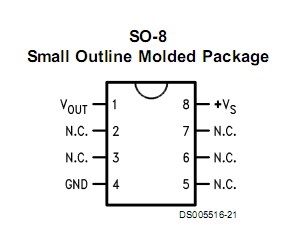 SO-8
Small Outline Molded Package
VOUT 1 8 +VS
N.C. 2 7 N.C.
N.C. 3 6 N.C.
GND 4 5 N.C.
DS005516-21